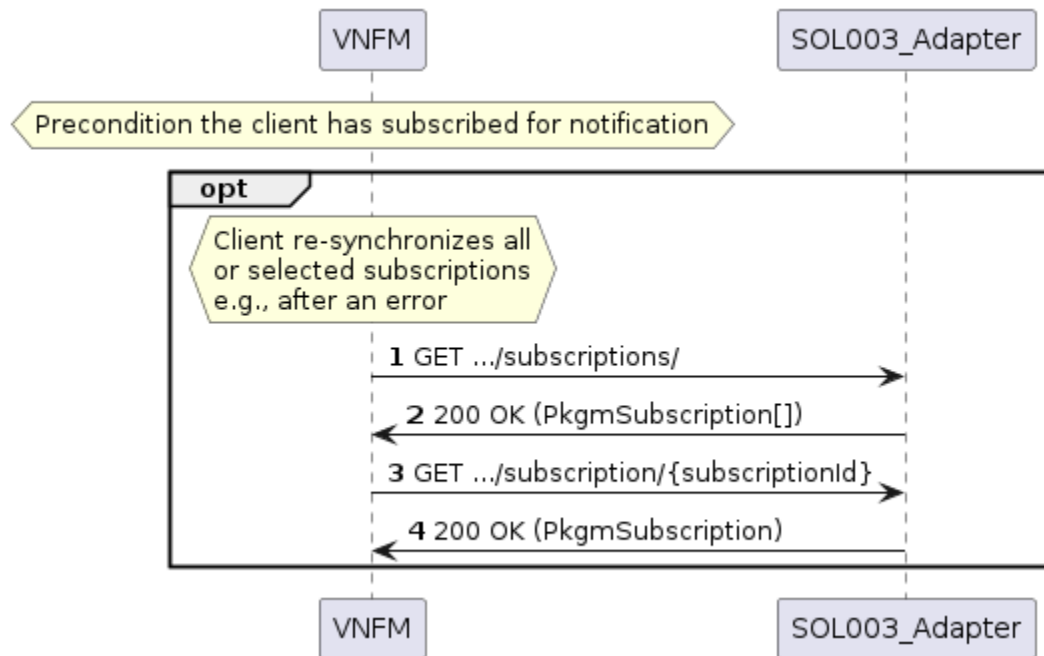 VNFM
SOL003_Adapter
Precondition the client has subscribed for notification
opt
Client re-synchronizes all
or selected subscriptions
e.g., after an error
1 GET .../subscriptions/
2 200 OK (PkgmSubscription[])
3 GET .../subscription/{subscriptionId}
4 200 OK (PkgmSubscription)
VNFM
SOL003_Adapter